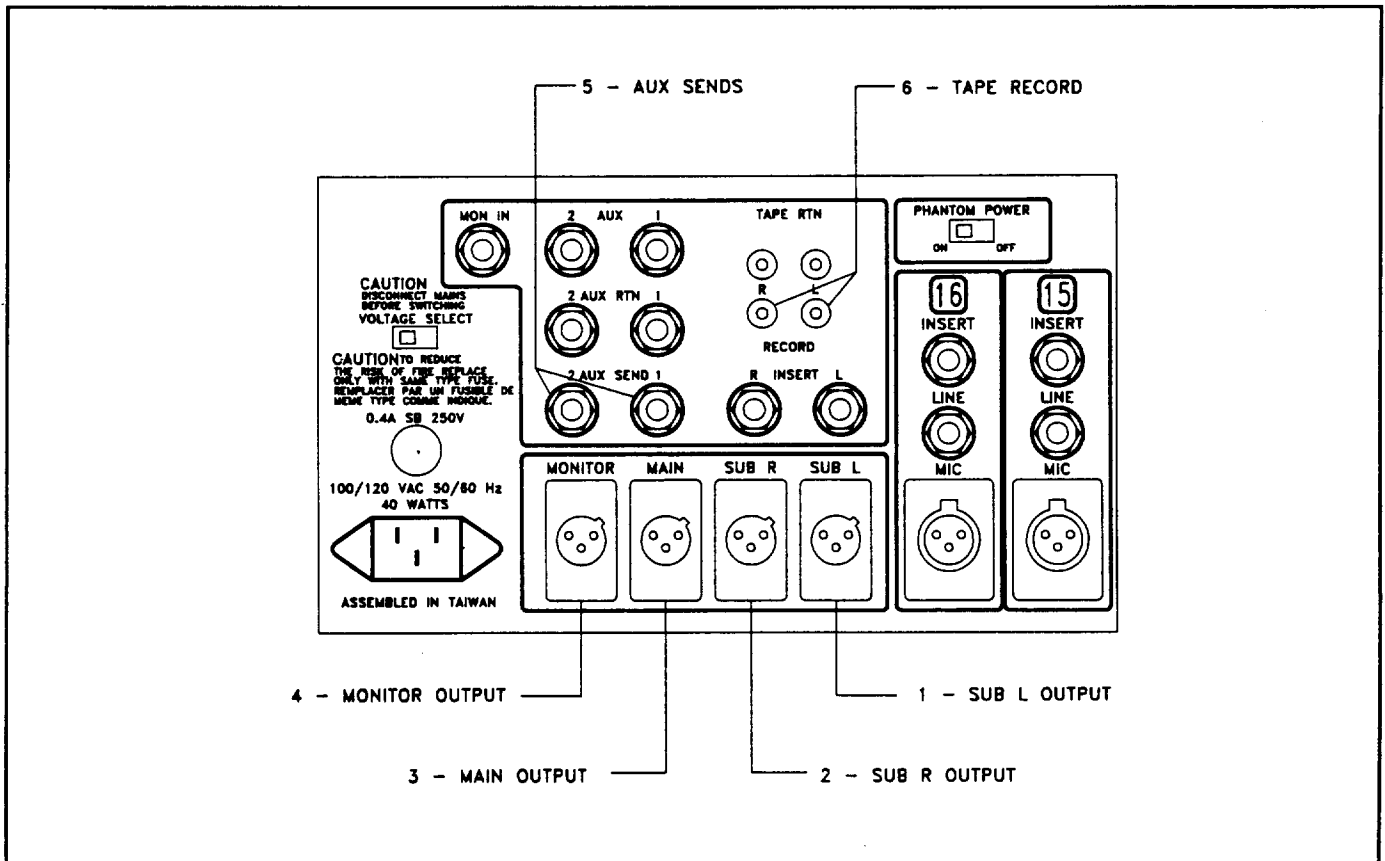 5 - AUX SENDS
6 - TAPE RECORD
MON IN
2 AUX 1
TAPE RTN
PHANTOM POWER
ON OFF
CAUTION
DISCONNECT MAINS
BEFORE SWITCHING
VOLTAGE SELECT
R L
2 AUX RTN 1
16
INSERT
15
INSERT
CAUTION TO REDUCE
THE RISK OF FIRE REPLACE
ONLY WITH SAME TYPE FUSE.
REMPLACER PAR UN FUSIBLE DE
MEME TYPE COMME INDIQUE.
RECORD
2 AUX SEND 1
R INSERT L
LINE
LINE
0.4A SB 250V
MONITOR
MAIN
SUB R
SUB L
MIC
MIC
100/120 VAC 50/60 Hz
40 WATTS
ASSEMBLED IN TAIWAN
4 - MONITOR OUTPUT
1 - SUB L OUTPUT
3 - MAIN OUTPUT
2 - SUB R OUTPUT